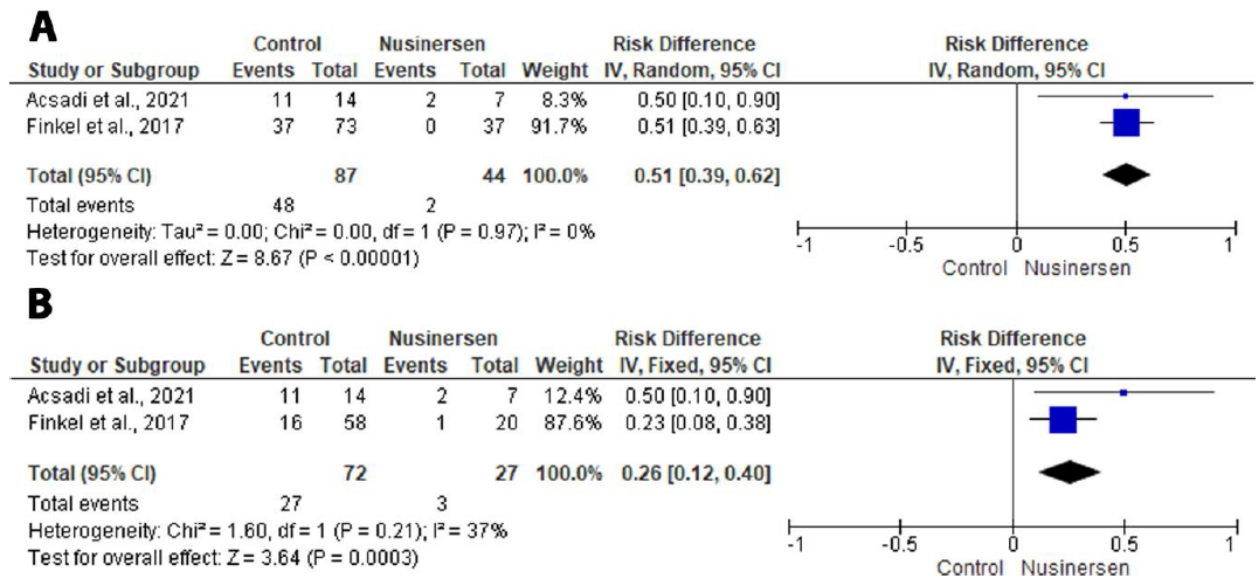 A
Control Nusinersen Risk Difference Risk Difference
Study or Subgroup Events Total Events Total Weight IV, Random, 95% CI IV, Random, 95% CI
Acsadi et al., 2021 11 14 2 7 8.3% 0.50 [0.10, 0.90]
Finkel et al., 2017 37 73 0 37 91.7% 0.51 [0.39, 0.63]
Total (95% CI) 87 44 100.0% 0.51 [0.39, 0.62]
Total events 48 2
Heterogeneity: Tau² = 0.00; Chi² = 0.00, df = 1 (P = 0.97); I² = 0%
Test for overall effect: Z = 8.67 (P < 0.00001)
-1 -0.5 0 0.5 1
Control Nusinersen
B
Control Nusinersen Risk Difference Risk Difference
Study or Subgroup Events Total Events Total Weight IV, Fixed, 95% CI IV, Fixed, 95% CI
Acsadi et al., 2021 11 14 2 7 12.4% 0.50 [0.10, 0.90]
Finkel et al., 2017 16 58 1 20 87.6% 0.23 [0.08, 0.38]
Total (95% CI) 72 27 100.0% 0.26 [0.12, 0.40]
Total events 27 3
Heterogeneity: Chi² = 1.60, df = 1 (P = 0.21); I² = 37%
Test for overall effect: Z = 3.64 (P = 0.0003)
-1 -0.5 0 0.5 1
Control Nusinersen